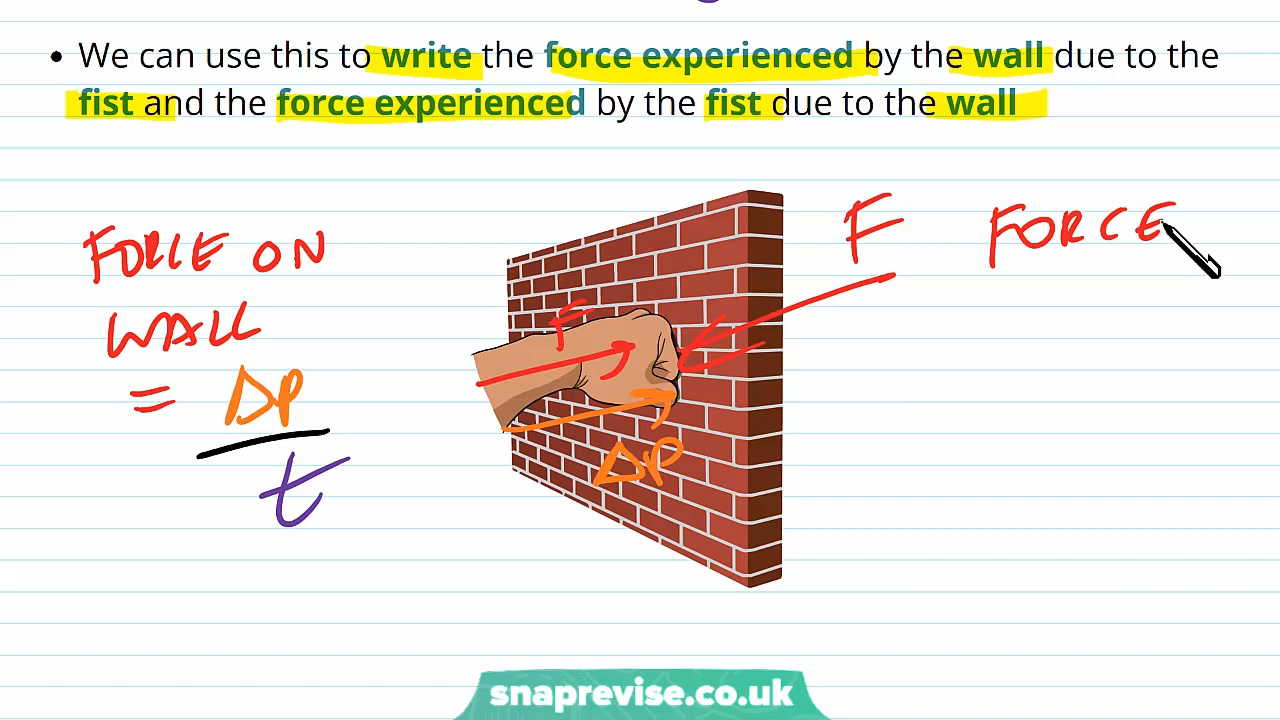 • We can use this to write the force experienced by the wall due to the
fist and the force experienced by the fist due to the wall
FORCE ON
WALL
= Δp
t
F
Δp
F
FORCE
snaprevise.co.uk